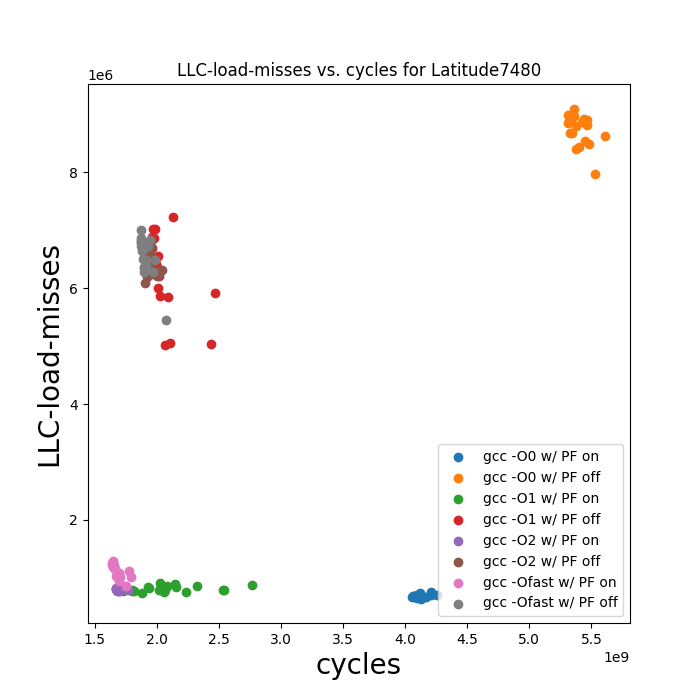 LLC-load-misses vs. cycles for Latitude7480
1e6
8
6
4
2
LLC-load-misses
gcc -O0 w/ PF on
gcc -O0 w/ PF off
gcc -O1 w/ PF on
gcc -O1 w/ PF off
gcc -O2 w/ PF on
gcc -O2 w/ PF off
gcc -Ofast w/ PF on
gcc -Ofast w/ PF off
1.5 2.0 2.5 3.0 3.5 4.0 4.5 5.0 5.5
1e9
cycles